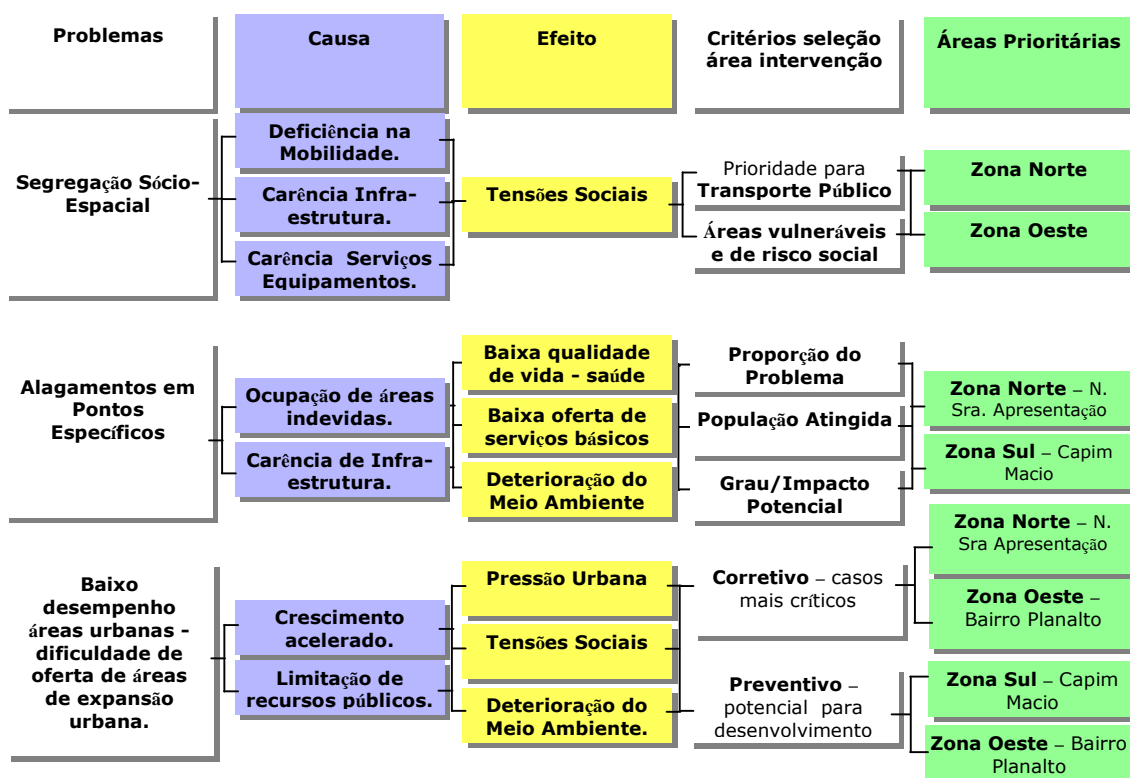 Problemas
Causa
Efeito
Critérios seleção
área intervenção
Áreas Prioritárias
Segregação Sócio-
Espacial
Deficiência na
Mobilidade.
Carência Infra-
estrutura.
Carência Serviços
Equipamentos.
Tensões Sociais
Prioridade para
Transporte Público
Áreas vulneráveis
e de risco social
Zona Norte
Zona Oeste
Alagamentos em
Pontos
Específicos
Ocupação de áreas
indevidas.
Carência de Infra-
estrutura.
Baixa qualidade
de vida - saúde
Baixa oferta de
serviços básicos
Deterioração do
Meio Ambiente
Proporção do
Problema
População Atingida
Grau/Impacto
Potencial
Zona Norte – N.
Sra. Apresentação
Zona Sul – Capim
Macio
Baixo
desempenho
áreas urbanas -
dificuldade de
oferta de áreas
de expansão
urbana.
Crescimento
acelerado.
Limitação de
recursos públicos.
Pressão Urbana
Tensões Sociais
Deterioração do
Meio Ambiente.
Corretivo – casos
mais críticos
Preventivo –
potencial para
desenvolvimento
Zona Norte – N.
Sra Apresentação
Zona Oeste –
Bairro Planalto
Zona Sul – Capim
Macio
Zona Oeste – Bairro
Planalto